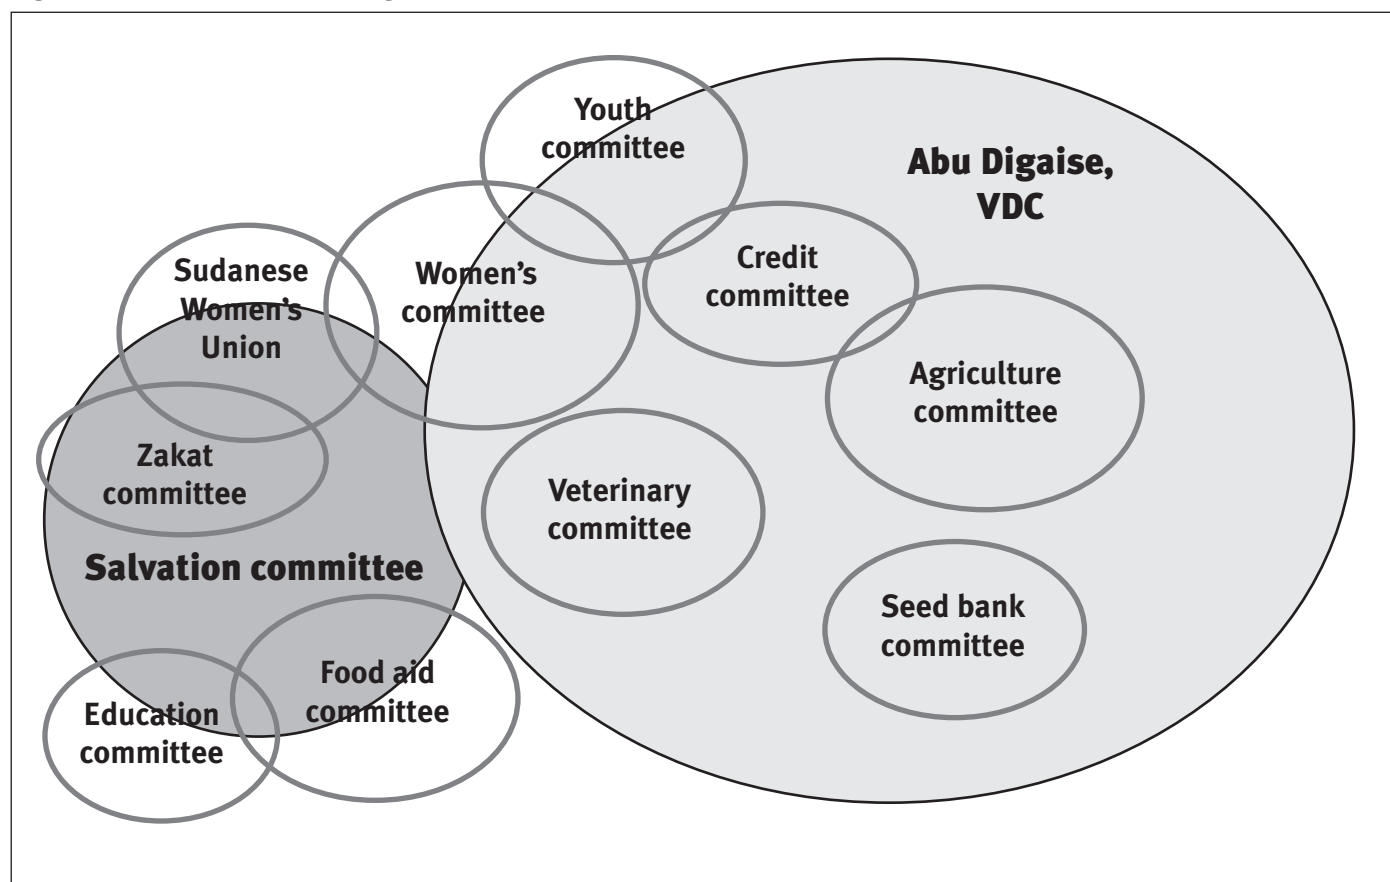 Youth
committee
Abu Digaise,
VDC
Sudanese
Women's
Union
Women's
committee
Credit
committee
Agriculture
committee
Zakat
committee
Veterinary
committee
Salvation committee
Seed bank
committee
Food aid
committee
Education
committee